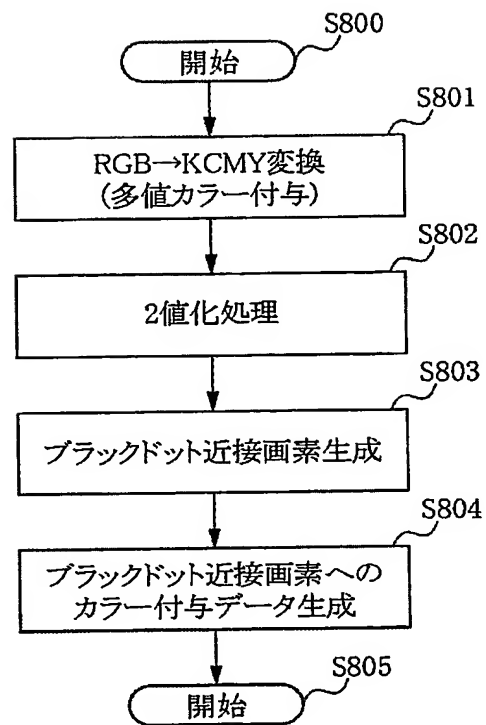 S800
開始
S801
RGB→KCMY変換
(多値カラー付与)
S802
2値化処理
S803
ブラックドット近接画素生成
S804
ブラックドット近接画素への
カラー付与データ生成
S805
開始